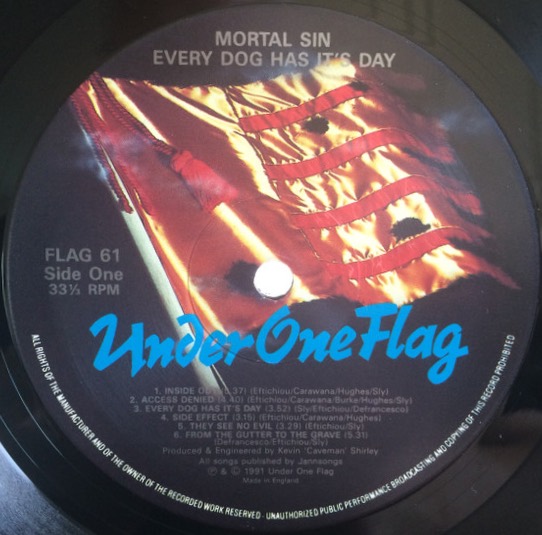 MORTAL SIN
EVERY DOG HAS IT'S DAY
FLAG 61
Side One
33⅓ RPM
Under One Flag
1. INSIDE OUT (.37) (Eftichiou/Carawana/Hughes/Sly)
2. ACCESS DENIED (4.40) (Eftichiou/Carawana/Burke/Hughes/Sly)
3. EVERY DOG HAS IT'S DAY (3.52) (Sly/Eftichiou/Defrancesco)
4. SIDE EFFECT (3.15) (Eftichiou/Carawana/Hughes)
5. THEY SEE NO EVIL (3.29) (Eftichiou/Sly)
6. FROM THE GUTTER TO THE GRAVE (5.31)
(Defrancesco/Eftichiou/Sly)
Produced & Engineered by Kevin 'Caveman' Shirley
All songs published by Jannsongs
℗ & © 1991 Under One Flag
Made in England
ALL RIGHTS OF THE MANUFACTURER AND OF THE OWNER OF THE RECORDED WORK RESERVED - UNAUTHORIZED PUBLIC PERFORMANCE BROADCASTING AND COPYING OF THIS RECORD PROHIBITED